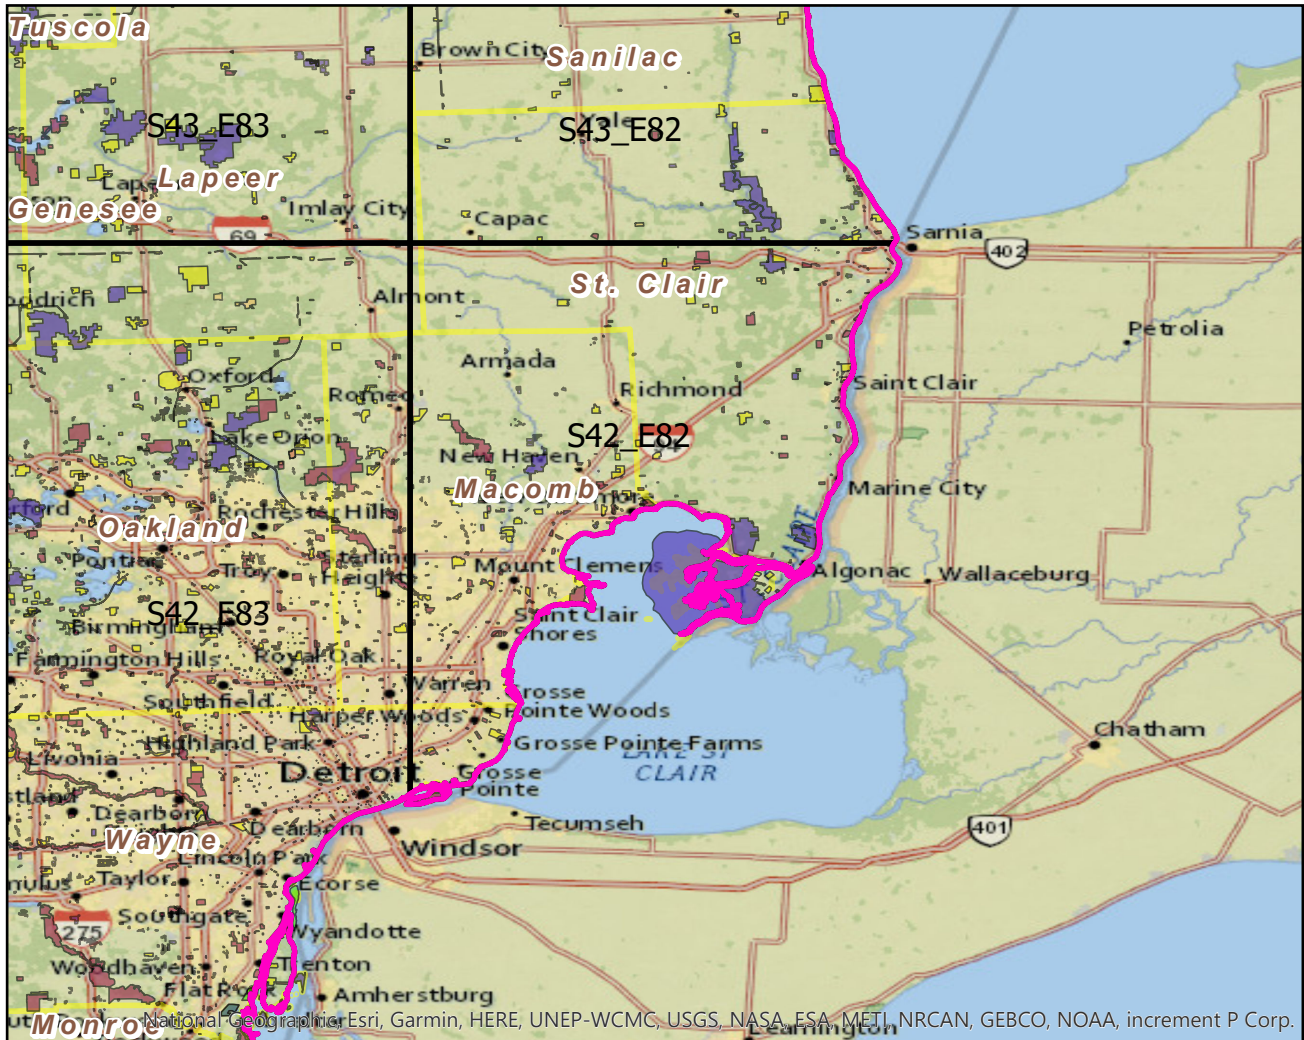 Tuscola
Brown City
Sanilac
S43_E83
Yale
S43_E82
Lapeer
Genesee
Imlay City
Capac
69
Sarnia
402
St. Clair
Almont
Petrolia
Armada
Oxford
Richmond
Saint Clair
Romeo
Lake Orion
S42_E82
New Haven
Macomb
Marine City
Rochester Hills
Oakland
Pontiac
Troy
Sterling
Heights
Mount Clemens
Algonac
Wallaceburg
S42_E83
Birmingham
Saint Clair
Shores
Farmington Hills
Royal Oak
Warren
Southfield
Grosse
Pointe Woods
Harper Woods
Highland Park
Grosse Pointe Farms
Chatham
Livonia
LAKE ST
CLAIR
Detroit
Grosse
Pointe
Dearborn
Tecumseh
401
Wayne
Windsor
Lincoln Park
Taylor
Ecorse
Southgate
275
Wyandotte
Woodhaven
Trenton
Flat Rock
Amherstburg
Monroe
National Geographic, Esri, Garmin, HERE, UNEP-WCMC, USGS, NASA, ESA, METI, NRCAN, GEBCO, NOAA, increment P Corp.
Leamington